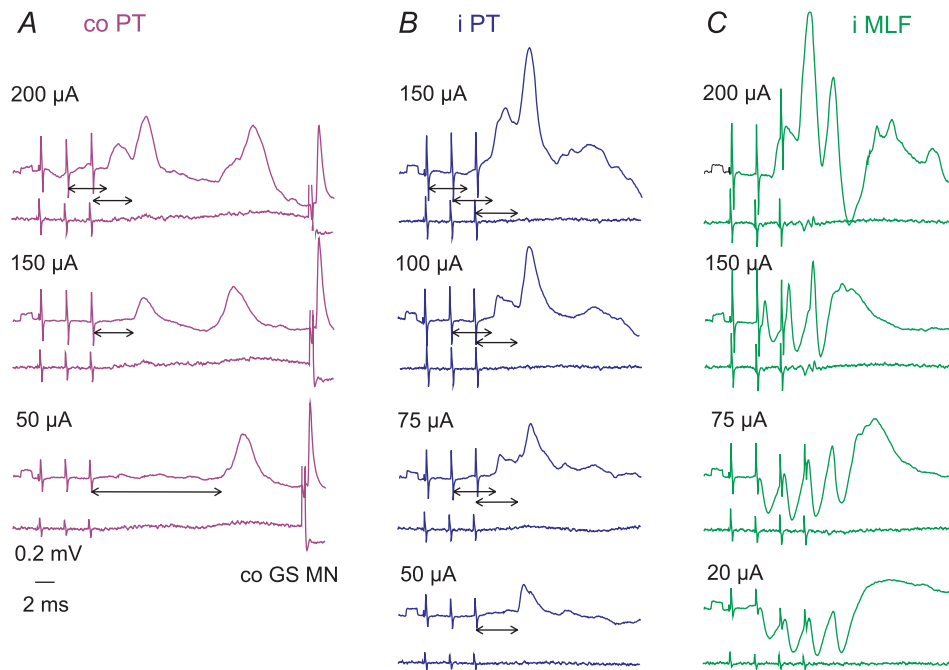 A co PT
B i PT
C i MLF
200 µA
150 µA
200 µA
150 µA
100 µA
150 µA
50 µA
75 µA
75 µA
0.2 mV
co GS MN
2 ms
50 µA
20 µA